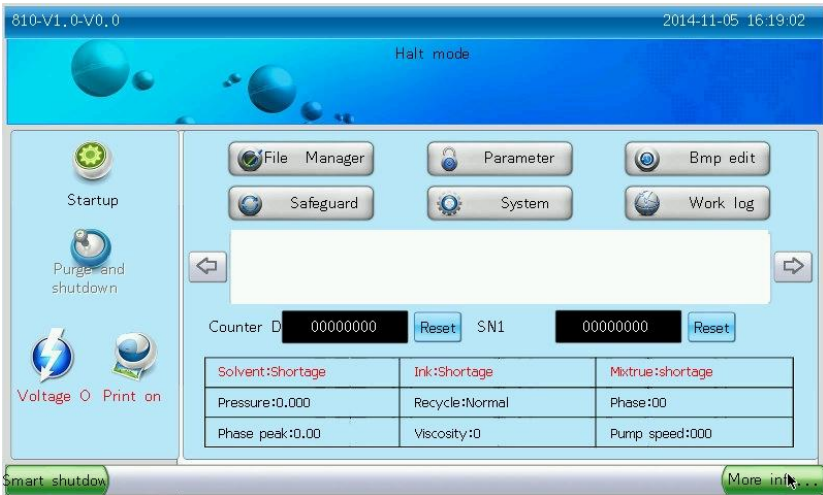 810-V1.0-V0.0 2014-11-05 16:19:02
Halt mode
File Manager Parameter Bmp edit
Startup Safeguard System Work log
Purge and
shutdown
Counter D 00000000 Reset SN1 00000000 Reset
Solvent:Shortage Ink:Shortage Mixtrue:shortage
Voltage O Print on Pressure:0.000 Recycle:Normal Phase:00
Phase peak:0.00 Viscosity:0 Pump speed:000
Smart shutdow More inf...